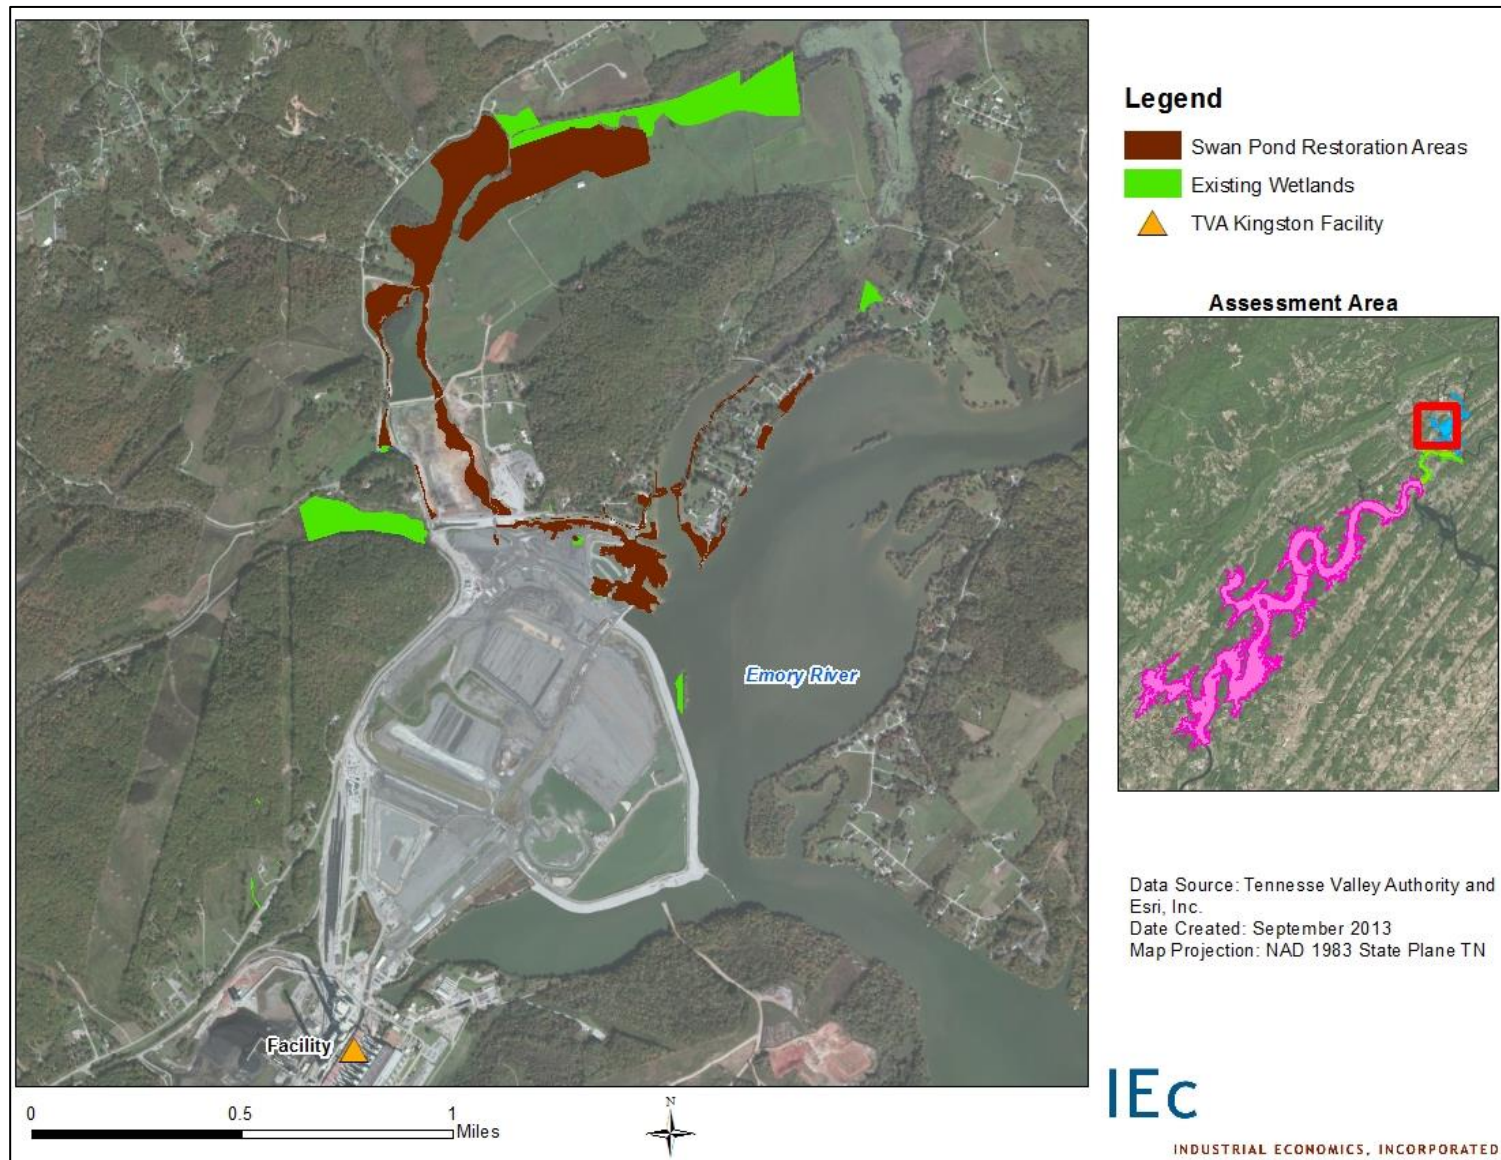 Legend
Swan Pond Restoration Areas
Existing Wetlands
TVA Kingston Facility
Assessment Area
Emory River
Data Source: Tennesse Valley Authority and
Esri, Inc.
Date Created: September 2013
Map Projection: NAD 1983 State Plane TN
Facility
0 0.5 1
Miles
N
IEc
INDUSTRIAL ECONOMICS, INCORPORATED